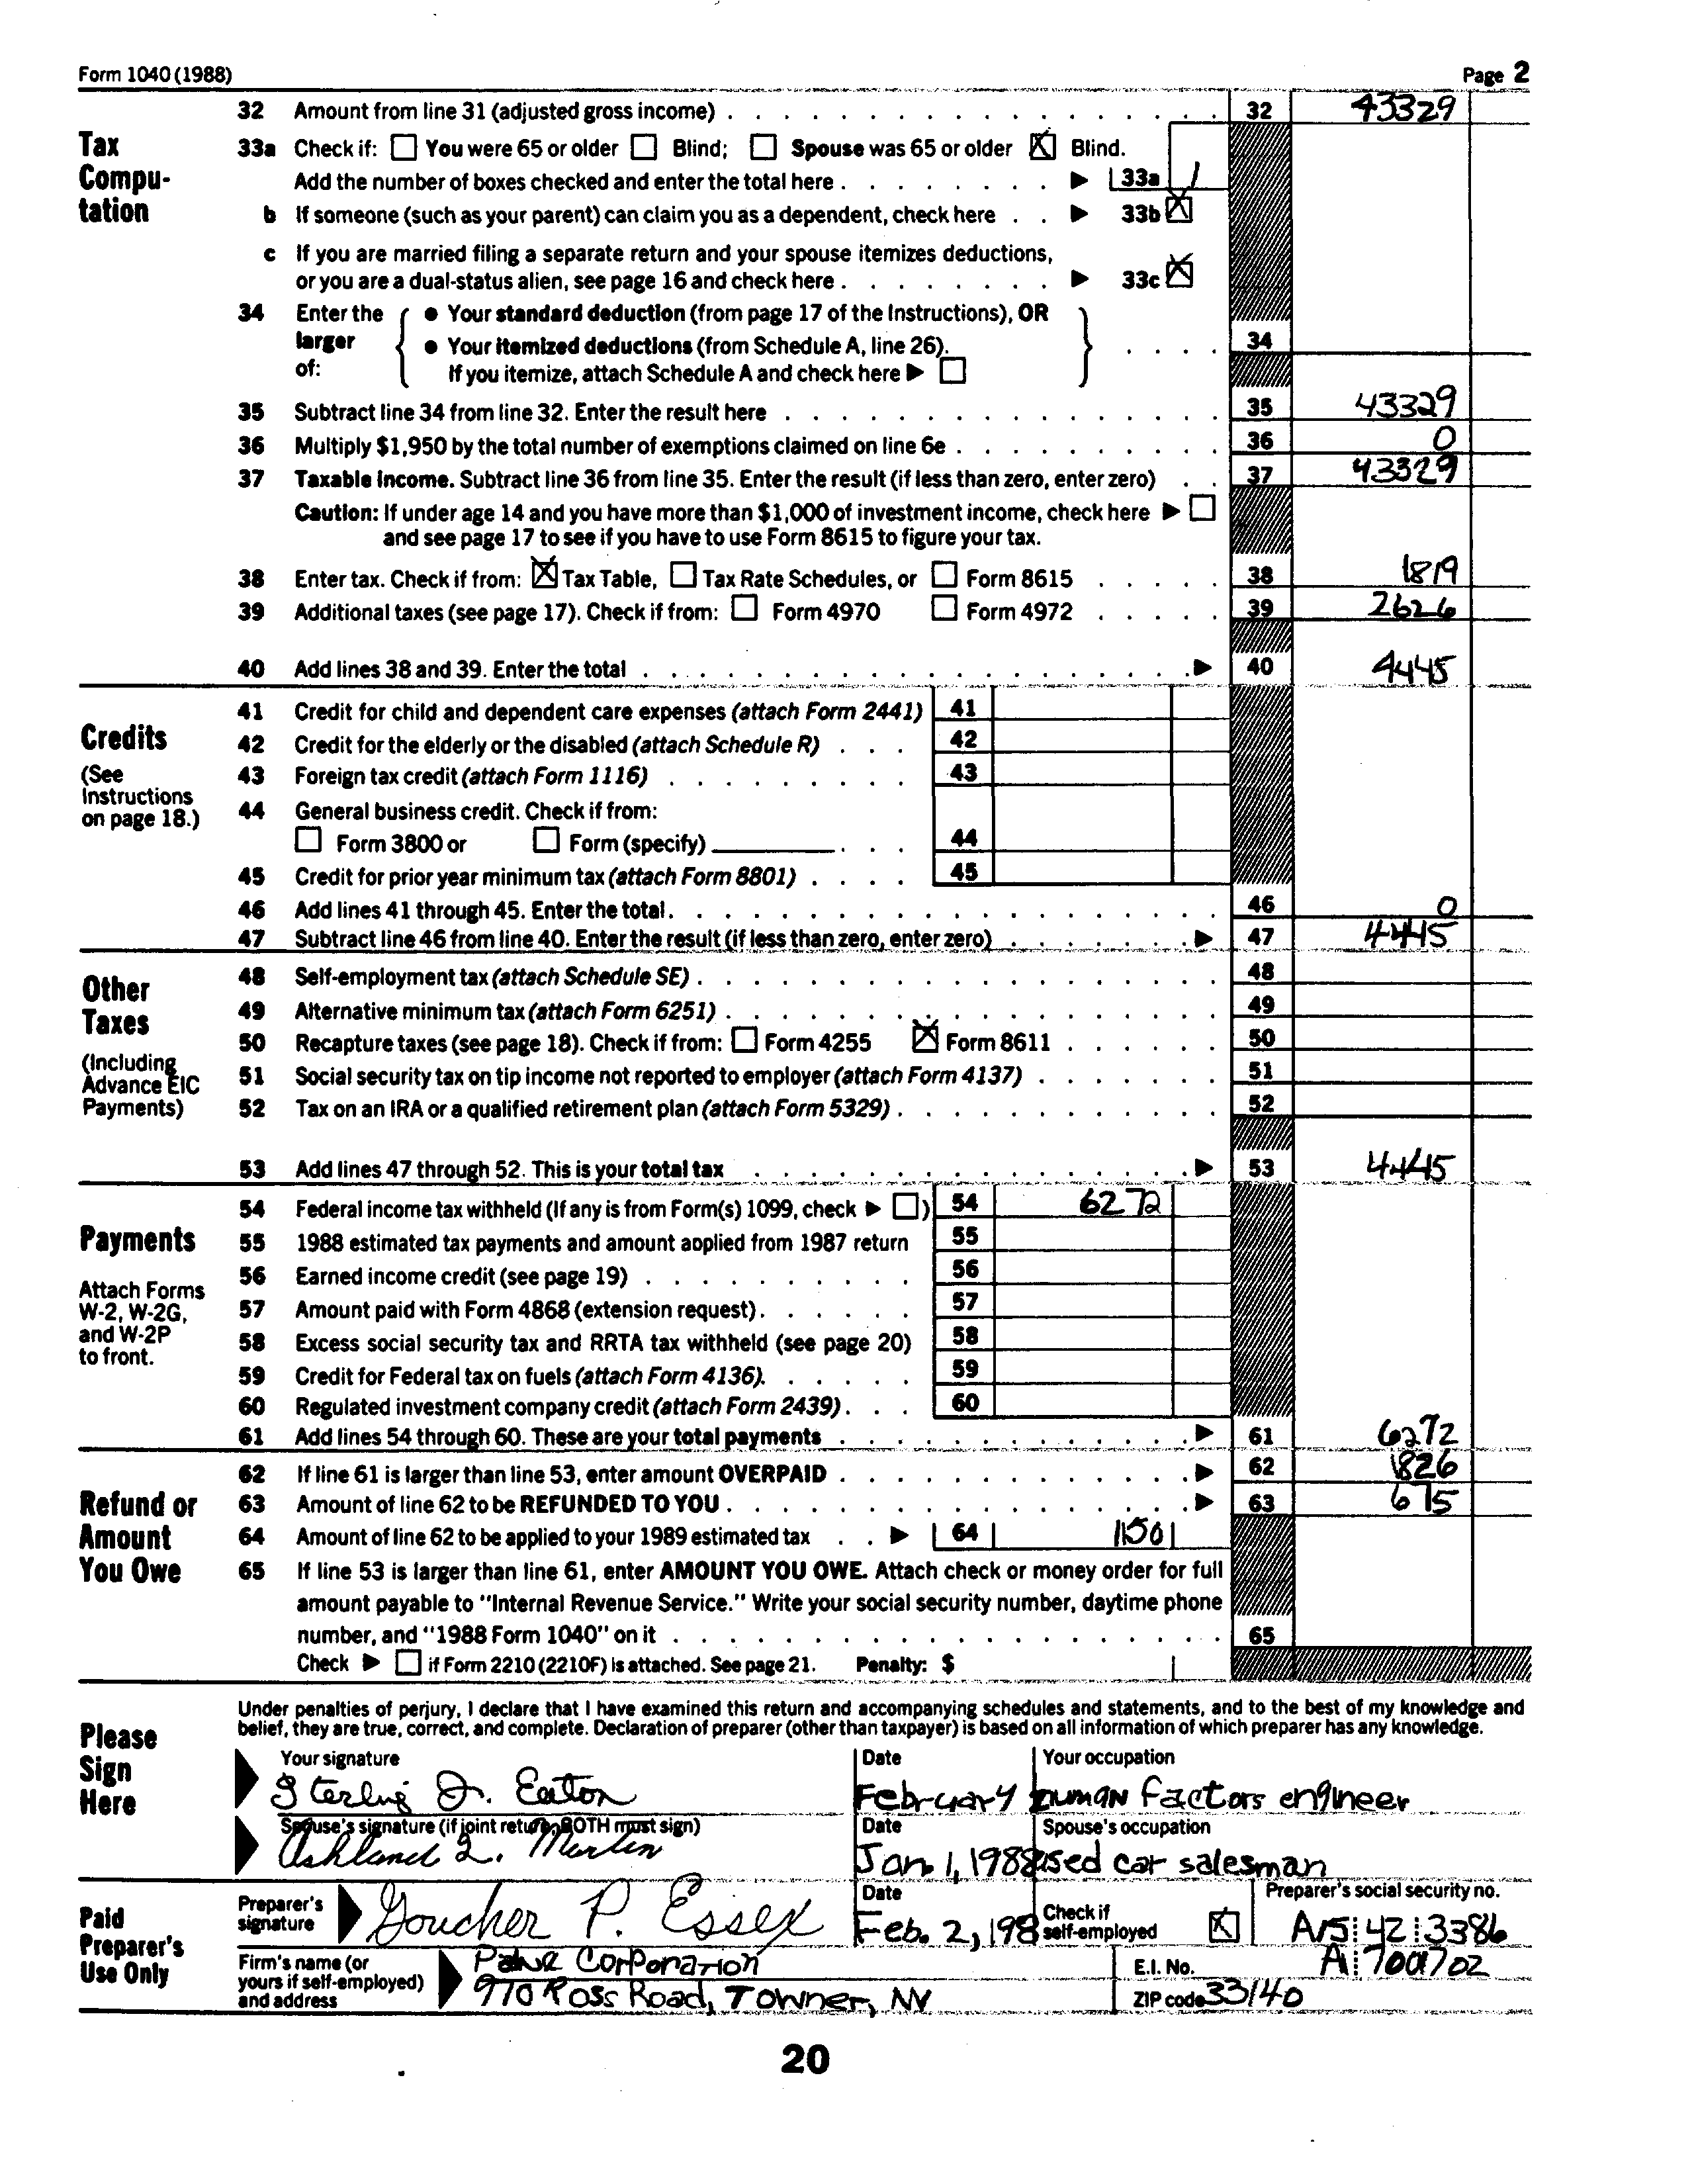 Form 1040 (1988) Page 2
32 Amount from line 31 (adjusted gross income) 32 43329
Tax Compu- tation
33a Check if: You were 65 or older Blind; Spouse was 65 or older X Blind.
Add the number of boxes checked and enter the total here 33a 1
b If someone (such as your parent) can claim you as a dependent, check here 33b X
c If you are married filing a separate return and your spouse itemizes deductions,
or you are a dual-status alien, see page 16 and check here 33c X
34 Enter the • Your standard deduction (from page 17 of the Instructions), OR
larger • Your itemized deductions (from Schedule A, line 26). 34
of: If you itemize, attach Schedule A and check here
35 Subtract line 34 from line 32. Enter the result here 35 43329
36 Multiply $1,950 by the total number of exemptions claimed on line 6e 36 0
37 Taxable income. Subtract line 36 from line 35. Enter the result (if less than zero, enter zero) 37 43329
Caution: If under age 14 and you have more than $1,000 of investment income, check here
and see page 17 to see if you have to use Form 8615 to figure your tax.
38 Enter tax. Check if from: X Tax Table, Tax Rate Schedules, or Form 8615 38 1819
39 Additional taxes (see page 17). Check if from: Form 4970 Form 4972 39 2626
40 Add lines 38 and 39. Enter the total 40 4445
Credits
(See Instructions on page 18.)
41 Credit for child and dependent care expenses (attach Form 2441) 41
42 Credit for the elderly or the disabled (attach Schedule R) 42
43 Foreign tax credit (attach Form 1116) 43
44 General business credit. Check if from:
Form 3800 or Form (specify) 44
45 Credit for prior year minimum tax (attach Form 8801) 45
46 Add lines 41 through 45. Enter the total. 46 0
47 Subtract line 46 from line 40. Enter the result (if less than zero, enter zero) 47 4445
Other Taxes
(Including Advance EIC Payments)
48 Self-employment tax (attach Schedule SE) 48
49 Alternative minimum tax (attach Form 6251) 49
50 Recapture taxes (see page 18). Check if from: Form 4255 X Form 8611 50
51 Social security tax on tip income not reported to employer (attach Form 4137) 51
52 Tax on an IRA or a qualified retirement plan (attach Form 5329) 52
53 Add lines 47 through 52. This is your total tax 53 4445
Payments
Attach Forms W-2, W-2G, and W-2P to front.
54 Federal income tax withheld (If any is from Form(s) 1099, check ) 54 6272
55 1988 estimated tax payments and amount applied from 1987 return 55
56 Earned income credit (see page 19) 56
57 Amount paid with Form 4868 (extension request) 57
58 Excess social security tax and RRTA tax withheld (see page 20) 58
59 Credit for Federal tax on fuels (attach Form 4136). 59
60 Regulated investment company credit (attach Form 2439) 60
61 Add lines 54 through 60. These are your total payments 61 6272
Refund or Amount You Owe
62 If line 61 is larger than line 53, enter amount OVERPAID 62 1826
63 Amount of line 62 to be REFUNDED TO YOU 63 675
64 Amount of line 62 to be applied to your 1989 estimated tax 64 1150
65 If line 53 is larger than line 61, enter AMOUNT YOU OWE. Attach check or money order for full
amount payable to "Internal Revenue Service." Write your social security number, daytime phone
number, and "1988 Form 1040" on it 65
Check if Form 2210 (2210F) is attached. See page 21. Penalty: $
Please Sign Here
Under penalties of perjury, I declare that I have examined this return and accompanying schedules and statements, and to the best of my knowledge and
belief, they are true, correct, and complete. Declaration of preparer (other than taxpayer) is based on all information of which preparer has any knowledge.
Your signature Date Your occupation
Sterling J. Eaton February human factors engineer
Spouse's signature (if joint return, BOTH must sign) Date Spouse's occupation
Ashland L. Martin Jan 1, 1988 used car salesman
Paid Preparer's Use Only
Preparer's signature Goucher P. Essex Date Feb. 2, 198 Check if self-employed X Preparer's social security no. A15 42 3386
Firm's name (or yours if self-employed) and address Corporation E.I. No. A 7001702
970 Ross Road, Towner, NV ZIP code 33140
20